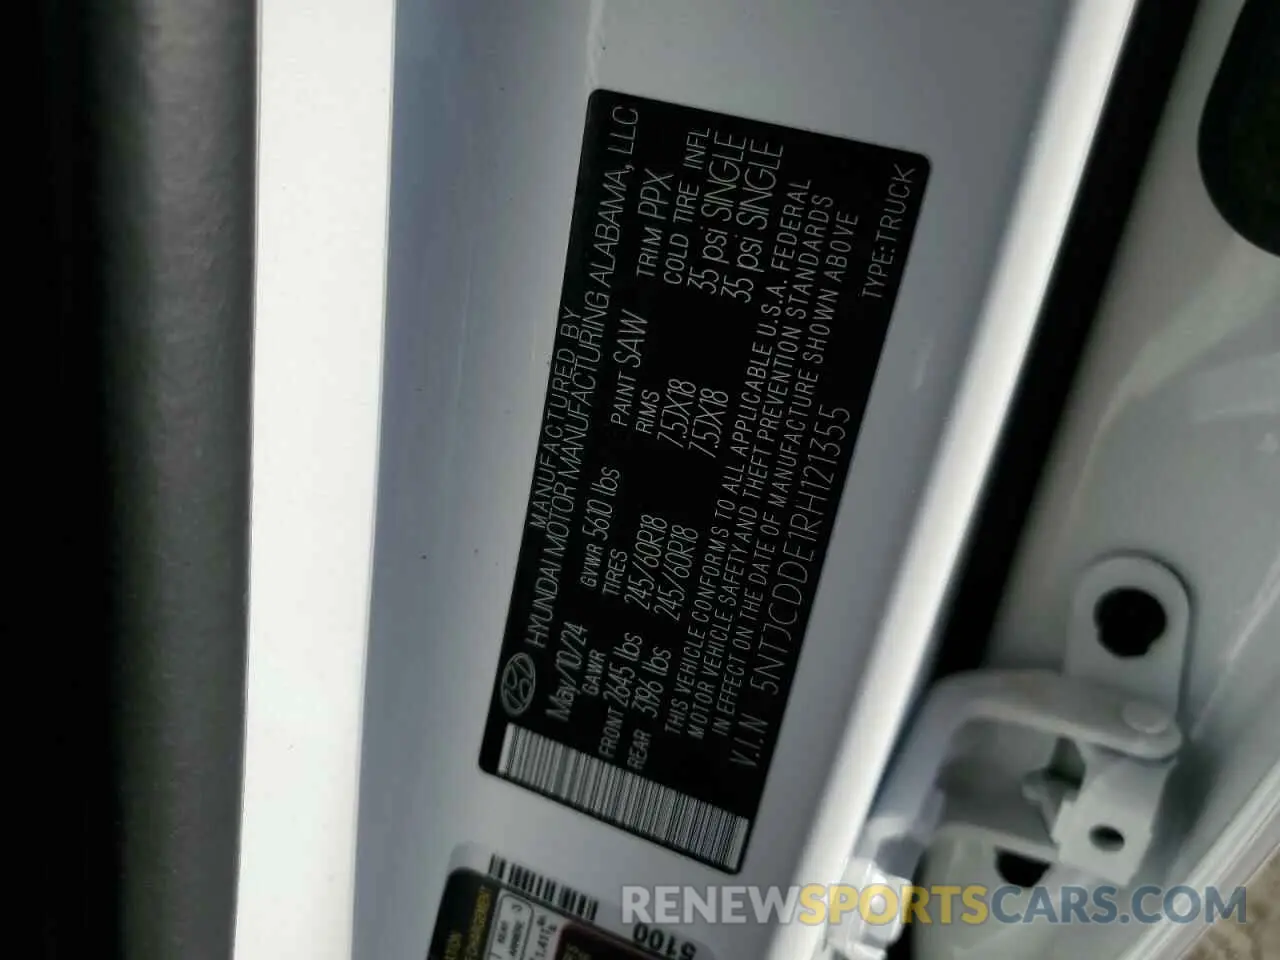 MANUFACTURED BY
HYUNDAI MOTOR MANUFACTURING ALABAMA, LLC
May/10/24 GVWR 5610 lbs PAINT SAW TRIM PPX
GAWR TIRES RIMS COLD TIRE INFL
FRONT 2645 lbs 245/60R18 7.5JX18 35 psi SINGLE
REAR 3196 lbs 245/60R18 7.5JX18 35 psi SINGLE
THIS VEHICLE CONFORMS TO ALL APPLICABLE U.S.A. FEDERAL
MOTOR VEHICLE SAFETY AND THEFT PREVENTION STANDARDS
IN EFFECT ON THE DATE OF MANUFACTURE SHOWN ABOVE
V.I.N 5NTJCDDE1RH121355 TYPE:TRUCK
S100
REAR
RENEWSPORTSCARS.COM